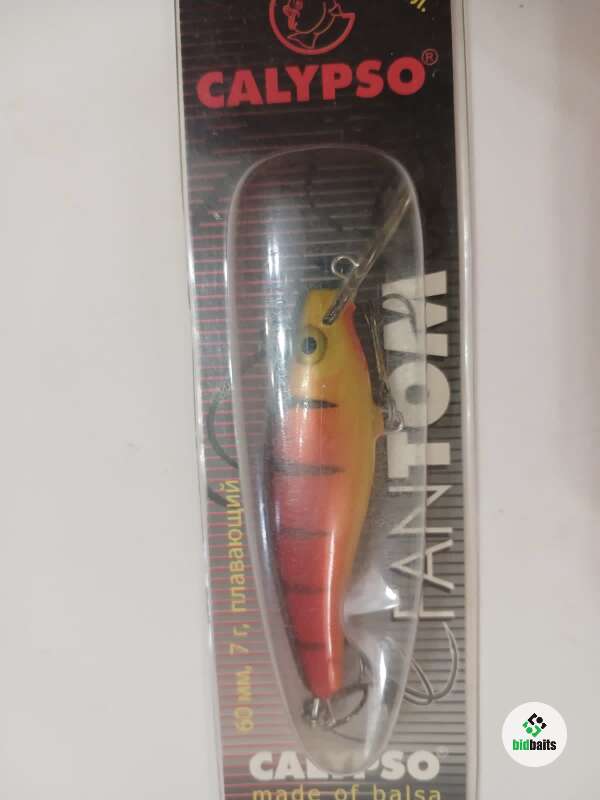 CALYPSO®
FANTOM
60 мм, 7 г, плавающий
CALYPSO®
made of balsa
bidbaits